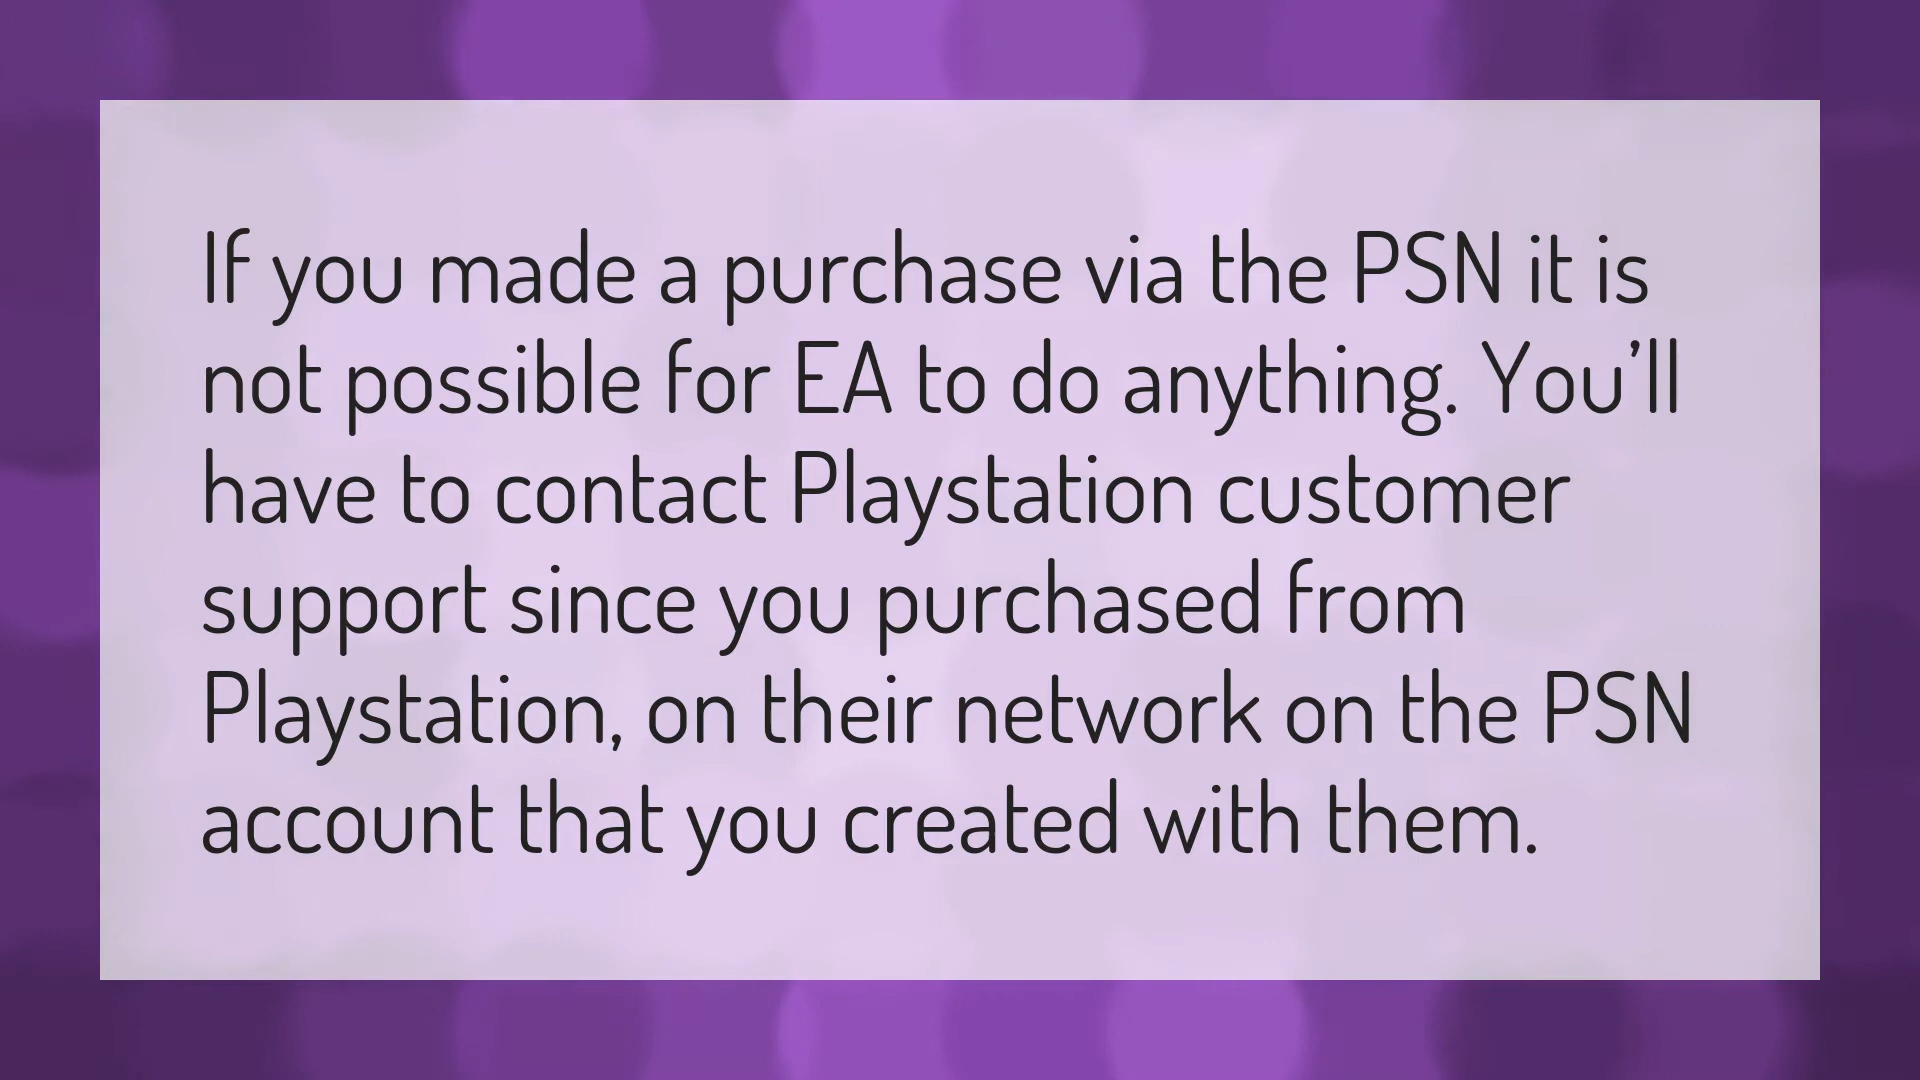 If you made a purchase via the PSN it is
not possible for EA to do anything. You’ll
have to contact Playstation customer
support since you purchased from
Playstation, on their network on the PSN
account that you created with them.